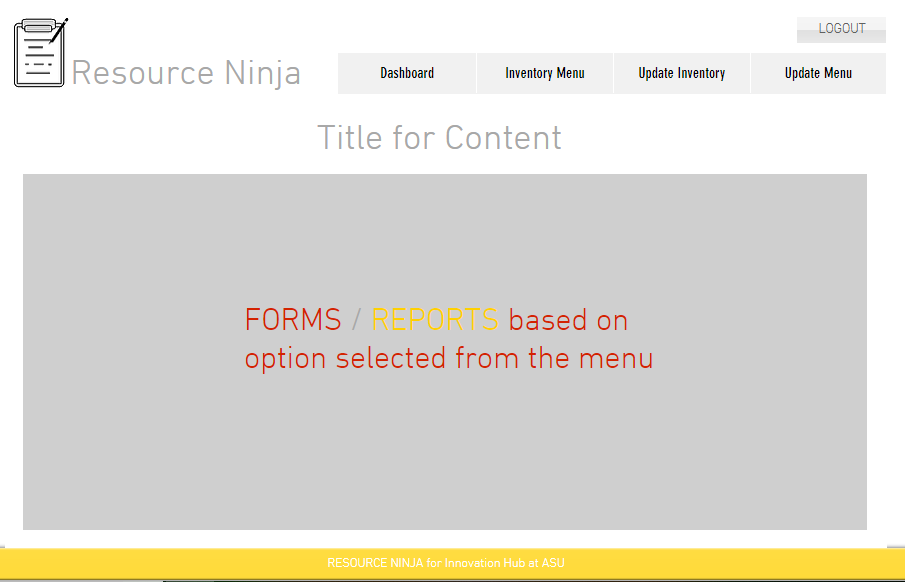 LOGOUT
Resource Ninja
Dashboard
Inventory Menu
Update Inventory
Update Menu
Title for Content
FORMS / REPORTS based on
option selected from the menu
RESOURCE NINJA for Innovation Hub at ASU